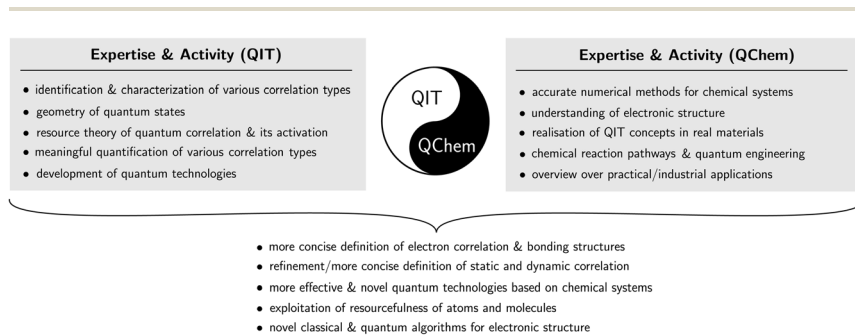 Expertise & Activity (QIT)
• identification & characterization of various correlation types
• geometry of quantum states
• resource theory of quantum correlation & its activation
• meaningful quantification of various correlation types
• development of quantum technologies
QIT
QChem
Expertise & Activity (QChem)
• accurate numerical methods for chemical systems
• understanding of electronic structure
• realisation of QIT concepts in real materials
• chemical reaction pathways & quantum engineering
• overview over practical/industrial applications
• more concise definition of electron correlation & bonding structures
• refinement/more concise definition of static and dynamic correlation
• more effective & novel quantum technologies based on chemical systems
• exploitation of resourcefulness of atoms and molecules
• novel classical & quantum algorithms for electronic structure